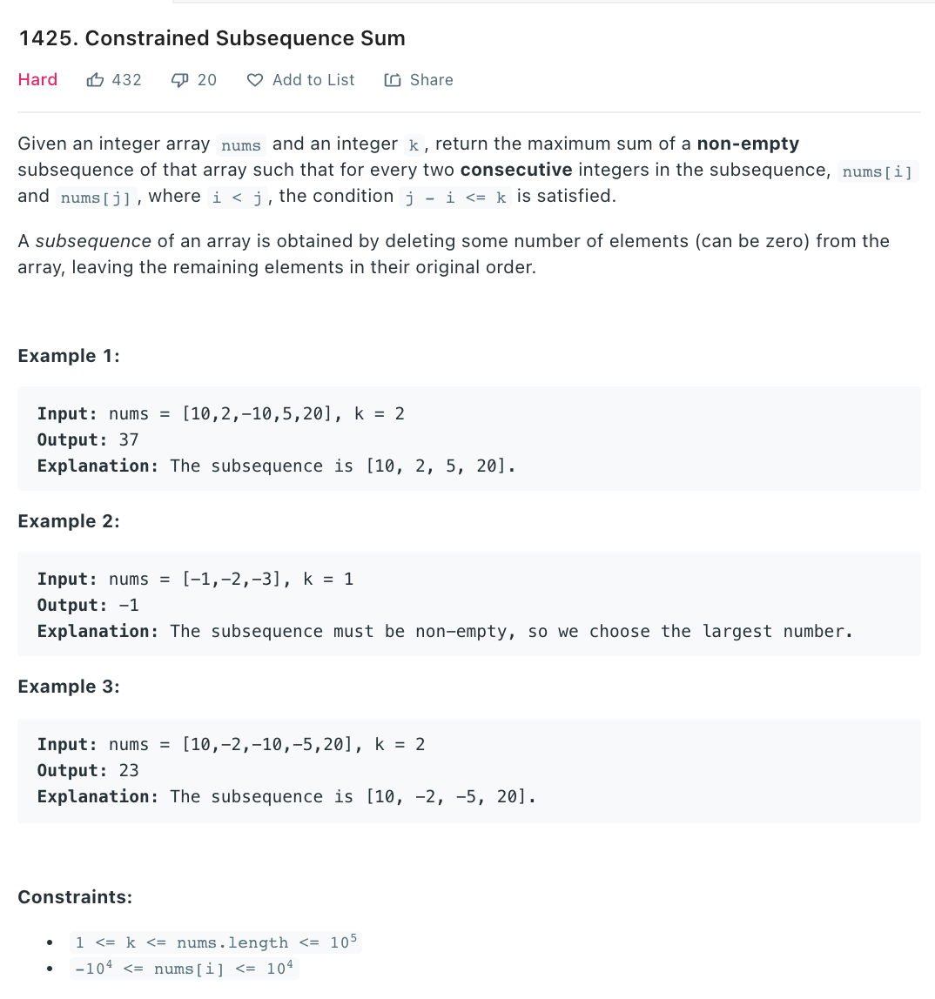 1425. Constrained Subsequence Sum
Hard 432 20 Add to List Share
Given an integer array nums and an integer k, return the maximum sum of a non-empty
subsequence of that array such that for every two consecutive integers in the subsequence, nums[i]
and nums[j], where i < j, the condition j - i <= k is satisfied.
A subsequence of an array is obtained by deleting some number of elements (can be zero) from the
array, leaving the remaining elements in their original order.
Example 1:
Input: nums = [10,2,-10,5,20], k = 2
Output: 37
Explanation: The subsequence is [10, 2, 5, 20].
Example 2:
Input: nums = [-1,-2,-3], k = 1
Output: -1
Explanation: The subsequence must be non-empty, so we choose the largest number.
Example 3:
Input: nums = [10,-2,-10,-5,20], k = 2
Output: 23
Explanation: The subsequence is [10, -2, -5, 20].
Constraints:
• 1 <= k <= nums.length <= 10⁵
• -10⁴ <= nums[i] <= 10⁴